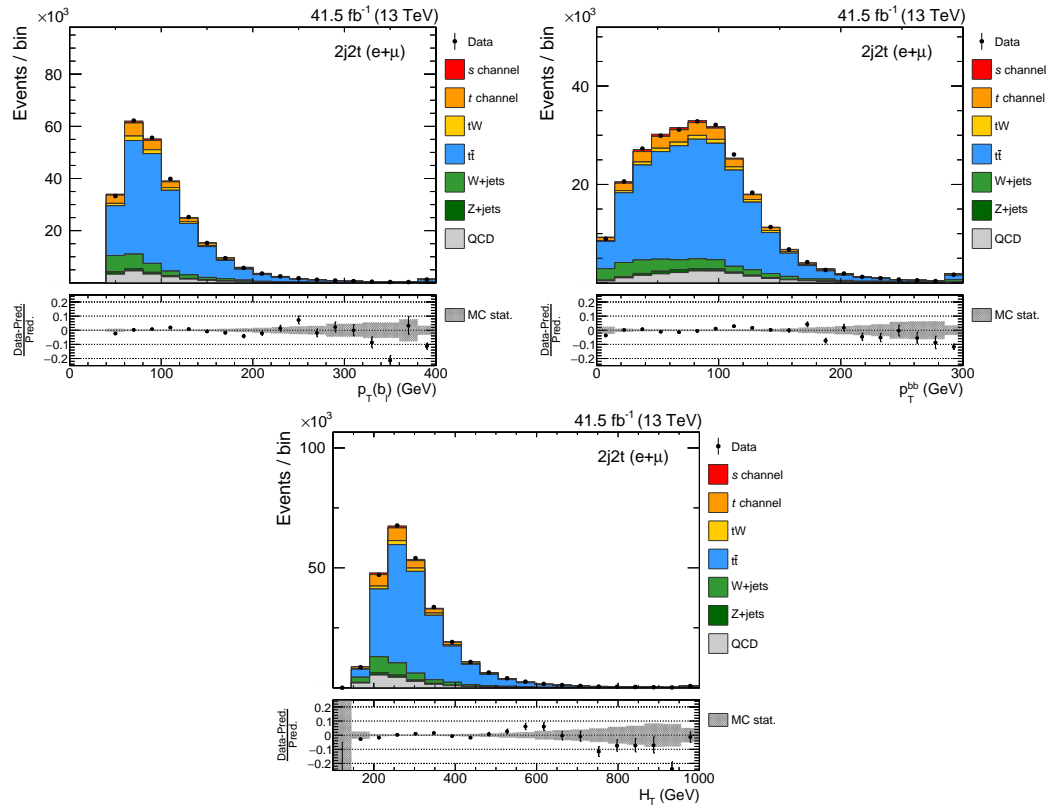 ×10³ 41.5 fb⁻¹ (13 TeV)
Events / bin
2j2t (e+μ)
80
60
40
20
Data
s channel
t channel
tW
tt̄
W+jets
Z+jets
QCD
Data-Pred.
Pred.
0.2
0.1
0
−0.1
−0.2
MC stat.
0 100 200 300 400
p_T(b_l) (GeV)
×10³ 41.5 fb⁻¹ (13 TeV)
Events / bin
2j2t (e+μ)
40
20
Data
s channel
t channel
tW
tt̄
W+jets
Z+jets
QCD
Data-Pred.
Pred.
0.2
0.1
0
−0.1
−0.2
MC stat.
0 100 200 300
p_T^bb (GeV)
×10³ 41.5 fb⁻¹ (13 TeV)
Events / bin
2j2t (e+μ)
100
50
Data
s channel
t channel
tW
tt̄
W+jets
Z+jets
QCD
Data-Pred.
Pred.
0.2
0.1
0
−0.1
−0.2
MC stat.
200 400 600 800 1000
H_T (GeV)